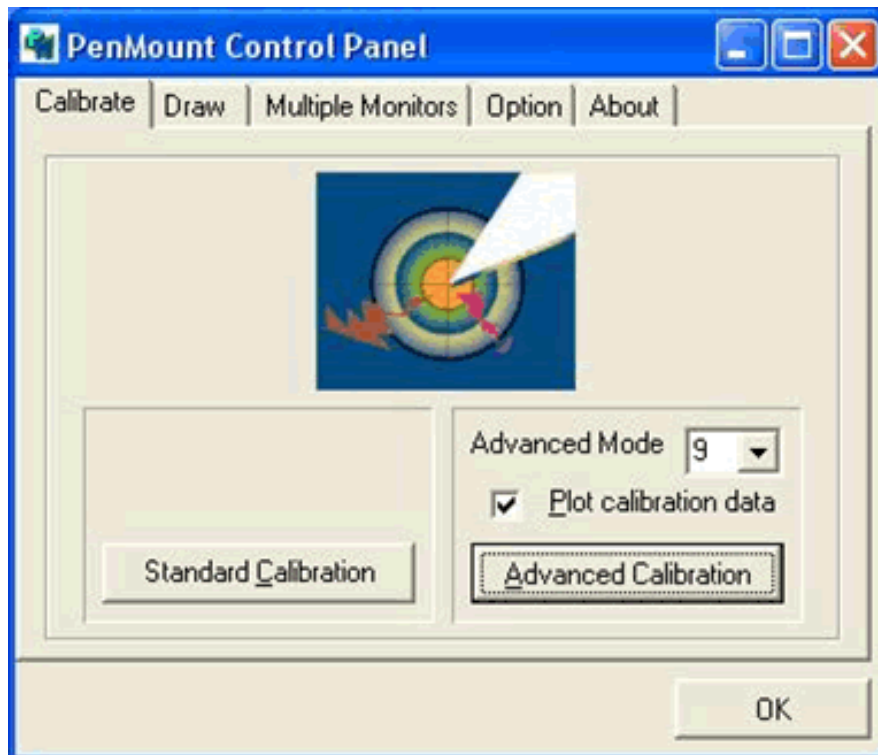 PenMount Control Panel
Calibrate Draw Multiple Monitors Option About
Advanced Mode 9
Plot calibration data
Standard Calibration Advanced Calibration
OK